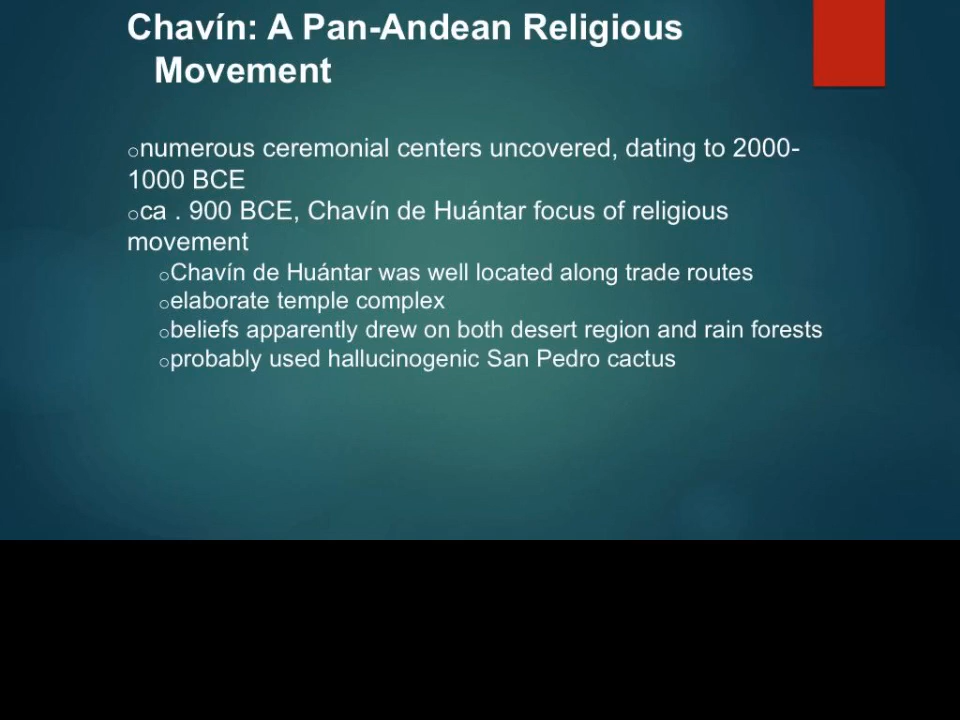 Chavín: A Pan-Andean Religious
Movement
onumerous ceremonial centers uncovered, dating to 2000-
1000 BCE
oca . 900 BCE, Chavín de Huántar focus of religious
movement
oChavín de Huántar was well located along trade routes
oelaborate temple complex
obeliefs apparently drew on both desert region and rain forests
oprobably used hallucinogenic San Pedro cactus